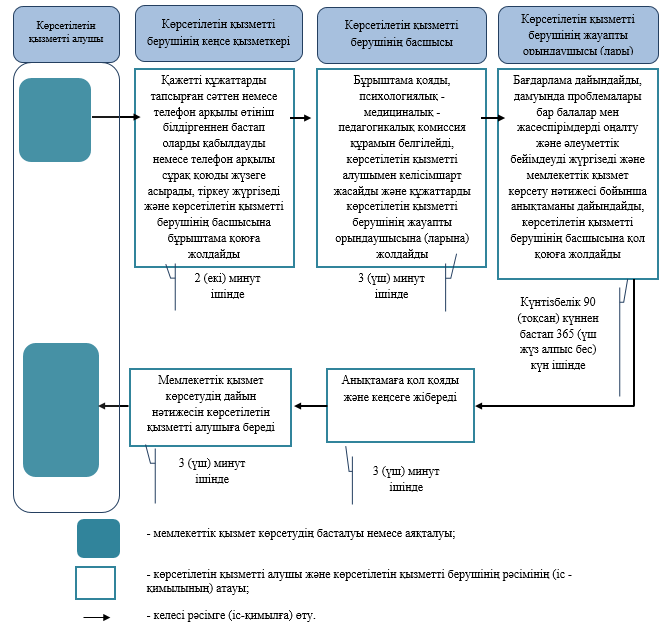 Көрсетілетін
қызметті алушы
Көрсетілетін қызметті
берушінің кеңсе қызметкері
Көрсетілетін қызметті
берушінің басшысы
Көрсетілетін қызметті
берушінің жауапты
орындаушысы (лары)
Қажетті құжаттарды
тапсырған сәттен немесе
телефон арқылы өтініш
білдіргеннен бастап
оларды қабылдауды
немесе телефон арқылы
сұрақ қоюды жүзеге
асырады, тіркеу жүргізеді
және көрсетілетін қызметті
берушінің басшысына
бұрыштама қоюға
жолдайды
Бұрыштама қояды,
психологиялық -
медициналық -
педагогикалық комиссия
құрамын белгілейді,
көрсетілетін қызметті
алушымен келісімшарт
жасайды және құжаттарды
көрсетілетін қызметті
берушінің жауапты
орындаушысына (ларына)
жолдайды
Бағдарлама дайындайды,
дамуында проблемалары
бар балалар мен
жасөспірімдерді оңалту
және әлеуметтік
бейімдеуді жүргізеді және
мемлекеттік қызмет
көрсету нәтижесі бойынша
анықтаманы дайындайды,
көрсетілетін қызметті
берушінің басшысына қол
қоюға жолдайды
2 (екі) минут
ішінде
3 (үш) минут
ішінде
Күнтізбелік 90
(тоқсан) күннен
бастап 365 (үш
жүз алпыс бес)
күн ішінде
Мемлекеттік қызмет
көрсетудің дайын
нәтижесін көрсетілетін
қызметті алушыға береді
Анықтамаға қол қояды
және кеңсеге жібереді
3 (үш) минут
ішінде
3 (үш) минут
ішінде
- мемлекеттік қызмет көрсетудің басталуы немесе аяқталуы;
- көрсетілетін қызметті алушы және көрсетілетін қызметті берушінің рәсімінің (іс -
қимылының) атауы;
- келесі рәсімге (іс-қимылға) өту.